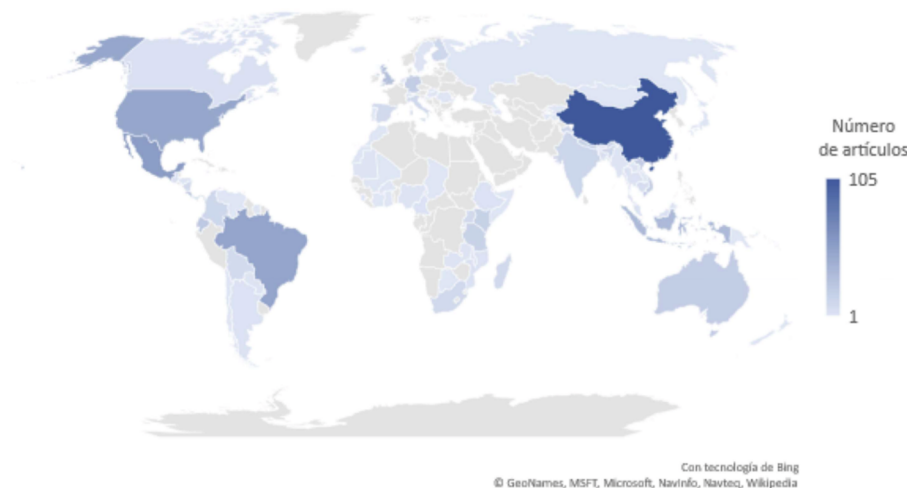 Número
de artículos
105
1
Con tecnología de Bing
© GeoNames, MSFT, Microsoft, NavInfo, Navteq, Wikipedia